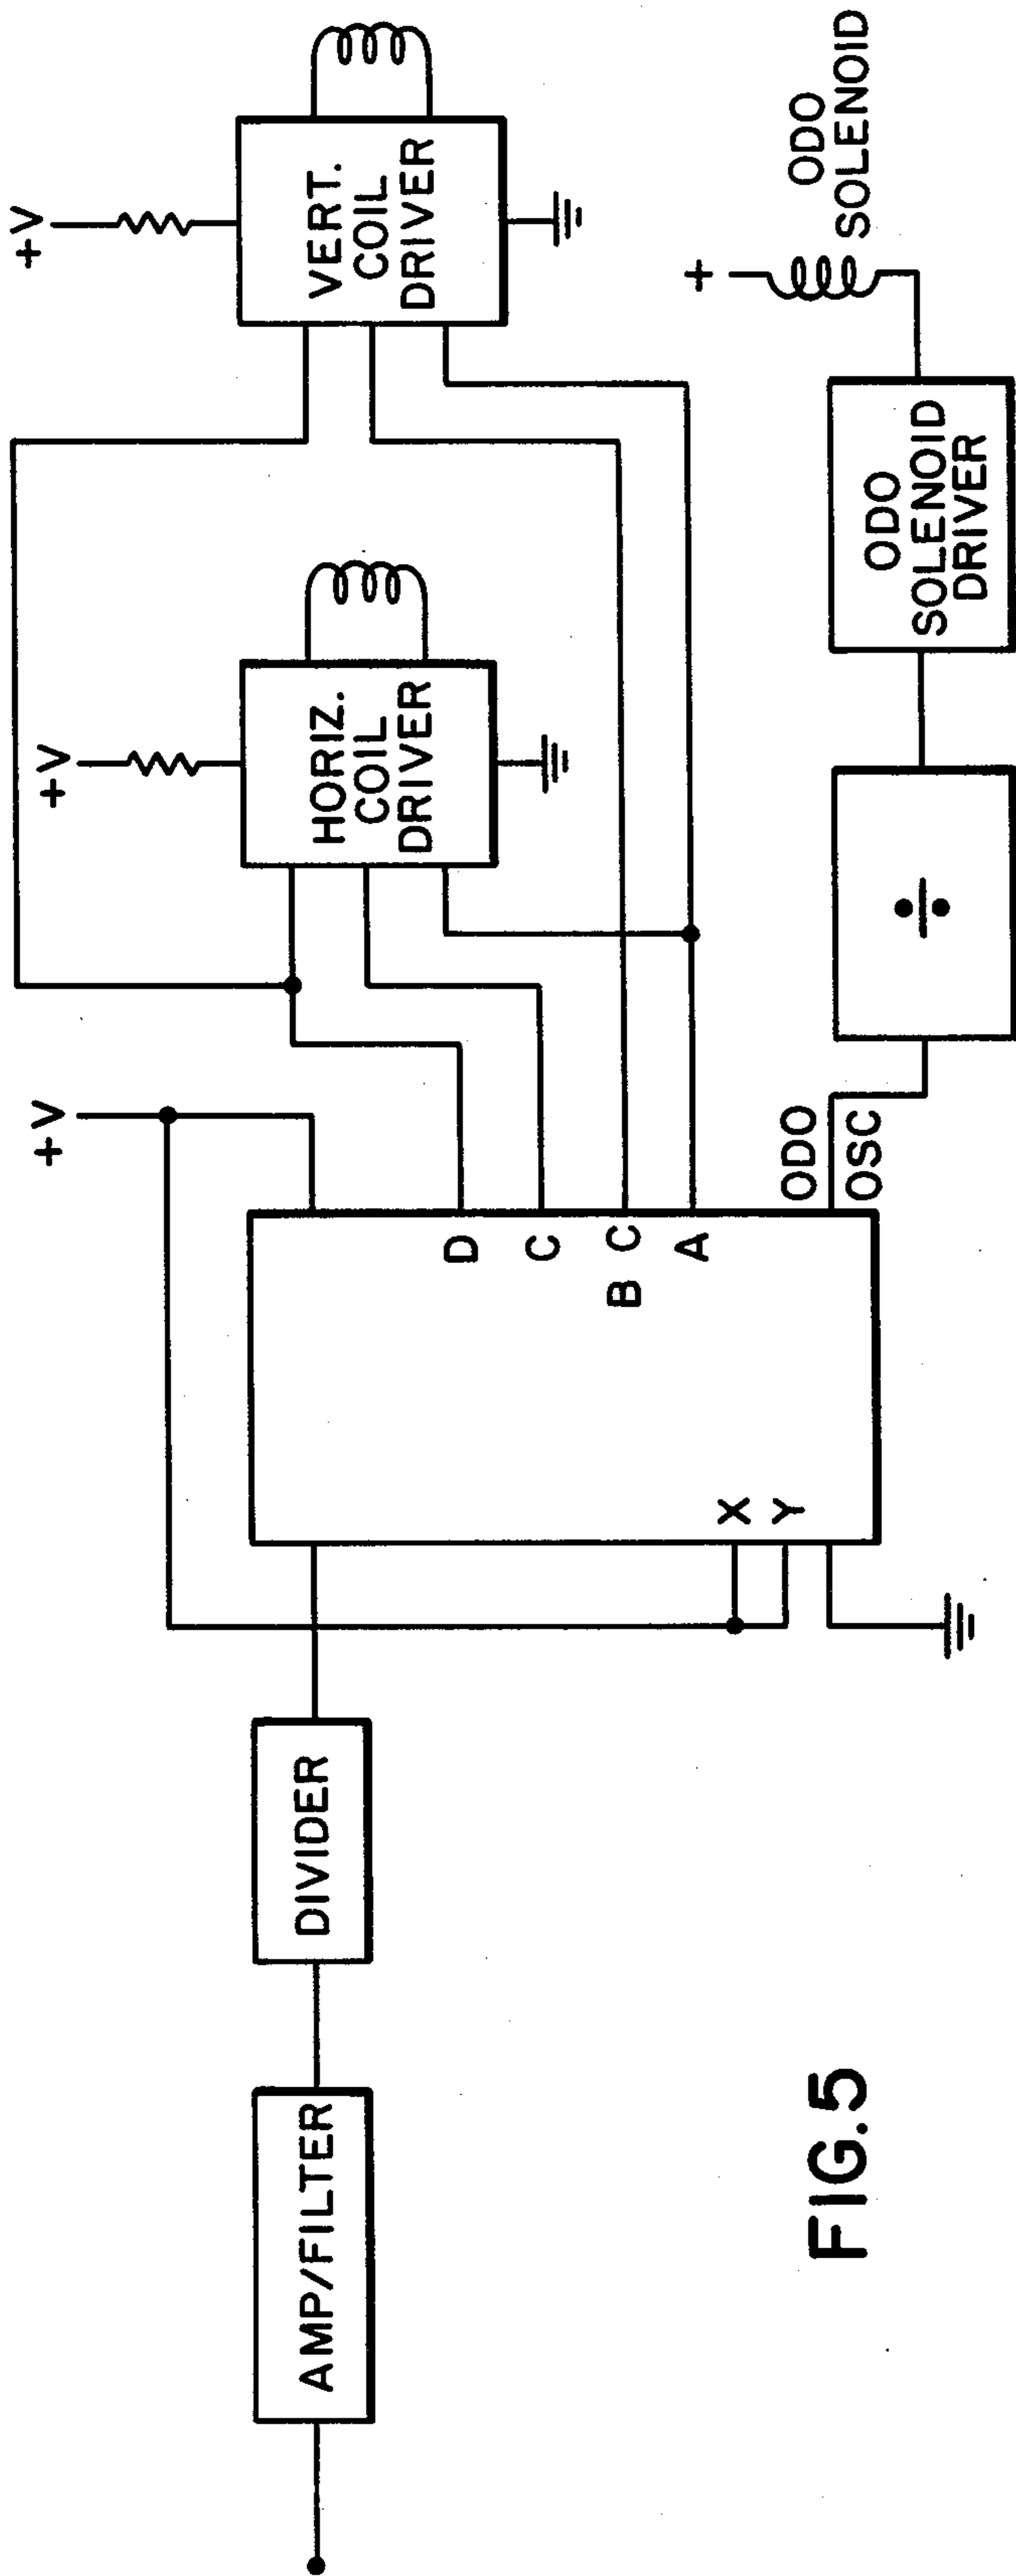 AMP/FILTER
DIVIDER
+V
D
C
B C
A
X
Y
ODO
OSC
+V
HORIZ.
COIL
DRIVER
+V
VERT.
COIL
DRIVER
÷
ODO
SOLENOID
DRIVER
+
ODO
SOLENOID
FIG.5